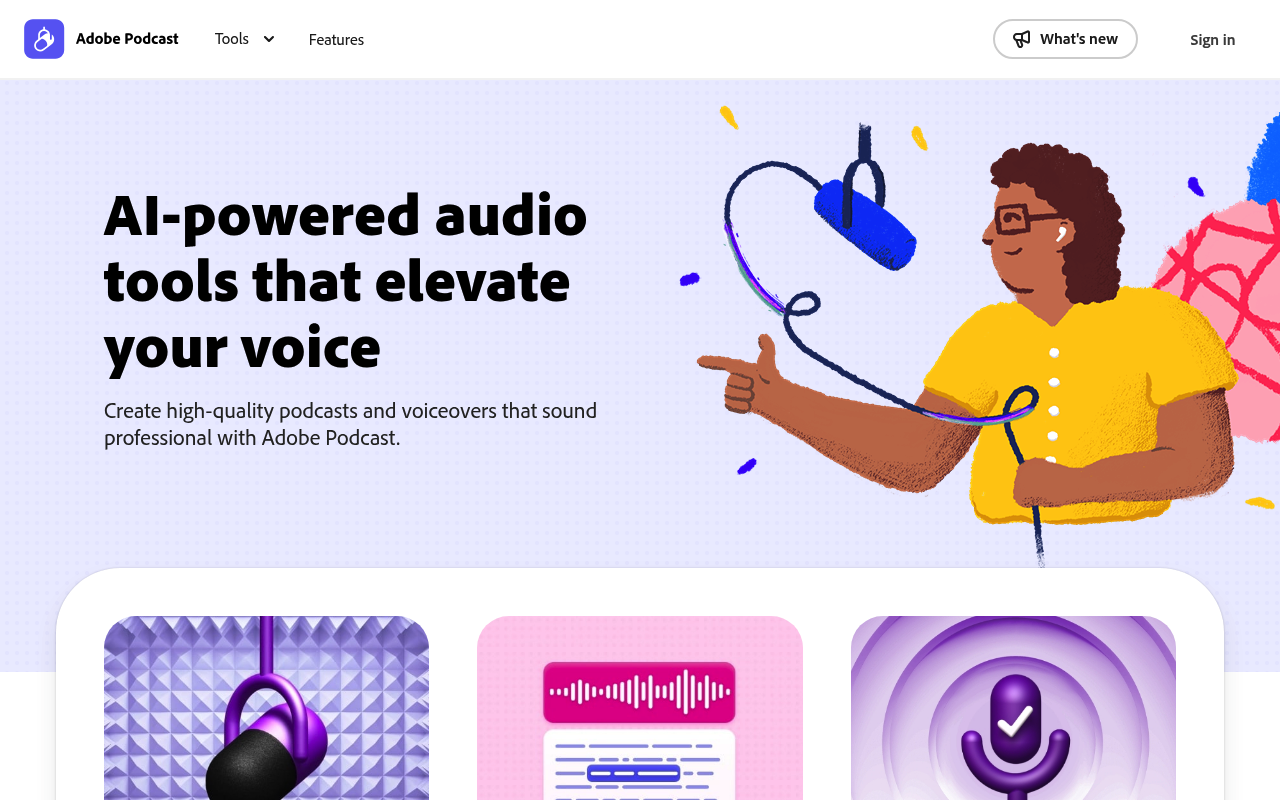 Adobe Podcast
Tools
Features
What's new
Sign in
AI-powered audio
tools that elevate
your voice
Create high-quality podcasts and voiceovers that sound
professional with Adobe Podcast.